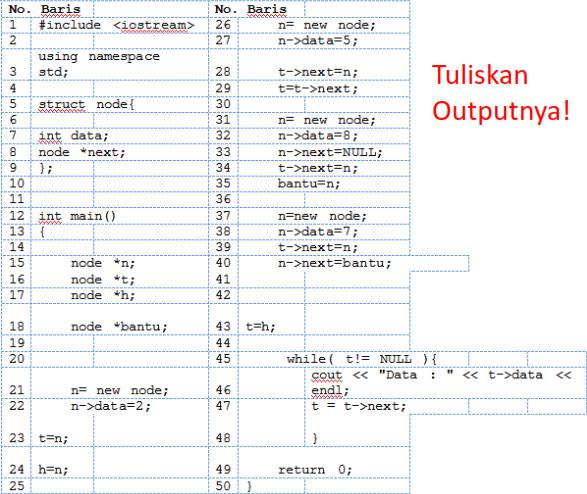 No. Baris
1 #include <iostream>
2
using namespace
3 std;
4
5 struct node{
6
7 int data;
8 node *next;
9 };
10
11
12 int main()
13 {
14
15 node *n;
16 node *t;
17 node *h;
18 node *bantu;
19
20
21 n= new node;
22 n->data=2;
23 t=n;
24 h=n;
25
No. Baris
26 n= new node;
27 n->data=5;
28 t->next=n;
29 t=t->next;
30
31 n= new node;
32 n->data=8;
33 n->next=NULL;
34 t->next=n;
35 bantu=n;
36
37 n=new node;
38 n->data=7;
39 t->next=n;
40 n->next=bantu;
41
42
43 t=h;
44
45 while( t!= NULL ){
cout << "Data : " << t->data <<
46 endl;
47 t = t->next;
48 }
49 return 0;
50 }
Tuliskan
Outputnya!